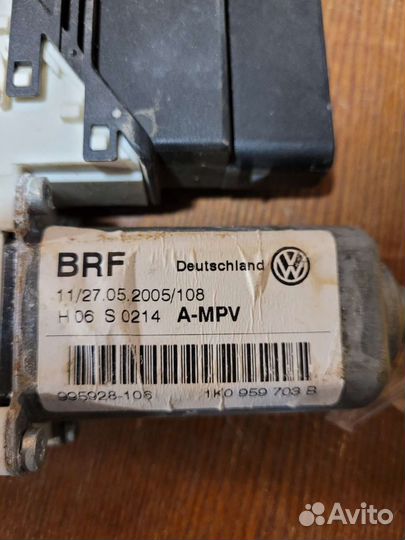 BRF Deutschland
11/27.05.2005/108
H 06 S 0214 A-MPV
995928-106 1K0 959 703 B
Avito